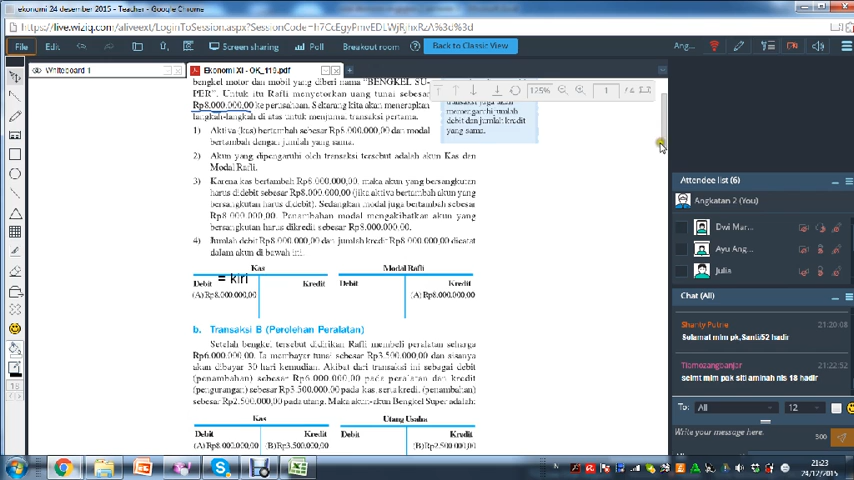 ekonomi 24 desember 2015 - Teacher - Google Chrome
https://live.wiziq.com/aliveext/LoginToSession.aspx?SessionCode=h7CcEgyPmvEDLWjRjhxRzA%3d%3d
File Edit Screen sharing Poll Breakout room Back to Classic View Ang...
Whiteboard 1 Ekonomi XI - OK_119.pdf
125% 1 / 4
bengkel motor dan mobil yang diberi nama "BENGKEL SU-
PER". Untuk itu Rafli menyetorkan uang tunai sebesar
Rp8.000.000,00 ke perusahaan. Sekarang kita akan menerapkan
langkah-langkah di atas untuk menjurna, transaksi pertama.
transaksi juga akan
memengaruhi jumlah
debit dan jumlah kredit
yang sama.
1) Aktiva (kas) bertambah sebesar Rp8.000.000,00 dan modal
bertambah dengan jumlah yang sama.
2) Akun yang dipengaruhi oleh transaksi tersebut adalah akun Kas dan
Modal Rafli.
3) Karena kas bertambah Rp8.000.000,00, maka akun yang bersangkutan
harus didebit sebesar Rp8.000.000,00 (jika aktiva bertambah akun yang
bersangkutan harus didebit). Sedangkan modal juga bertambah sebesar
Rp8.000.000,00. Penambahan modal mengakibatkan akun yang
bersangkutan harus dikredit sebesar Rp8.000.000,00.
4) Jumlah debit Rp8.000.000,00 dan jumlah kredit Rp8.000.000,00 dicatat
dalam akun di bawah ini.
Kas Modal Rafli
Debit = kiri Kredit Debit Kredit
(A) Rp8.000.000,00 (A) Rp8.000.000,00
b. Transaksi B (Perolehan Peralatan)
Setelah bengkel tersebut didirikan Rafli membeli peralatan seharga
Rp6.000.000,00. Ia membayar tunai sebesar Rp3.500.000,00 dan sisanya
akan dibayar 30 hari kemudian. Akibat dari transaksi ini sebagai debit
(penambahan) sebesar Rp6.000.000,00 pada peralatan dan kredit
(pengurangan) sebesar Rp3.500.000,00 pada kas, serta kredit (penambahan)
sebesar Rp2.500.000,00 pada utang. Maka akun-akun Bengkel Super adalah:
Kas Utang Usaha
Debit Kredit Debit Kredit
(A) Rp8.000.000,00 (B) Rp3.500.000,00 (B) Rp2.500.000,00
Attendee list (6)
Angkatan 2 (You)
Dwi Mar...
Ayu Ang...
Julis
Chat (All)
Shanty Putrie 21:20:08
Selamat mlm pk,Santi52 hadir
Tiomozanganbar 21:22:52
selmt mlm pak siti aminah nis 18 hadir
To: All 12
Write your message here... 500
18
21:23
24/12/2015